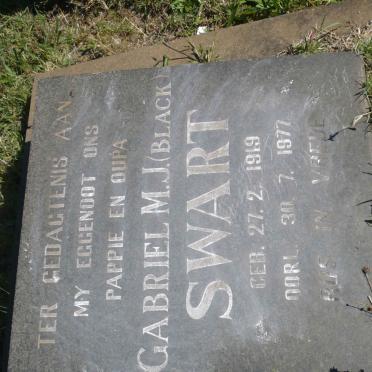 TER GEDAGTENIS AAN
MY EGGENOOT ONS
PAPPIE EN OUPA
GABRIEL M.J. (BLACK)
SWART
GEB. 27. 2. 1919
OORL. 30. 7. 1977
RUS IN VREDE